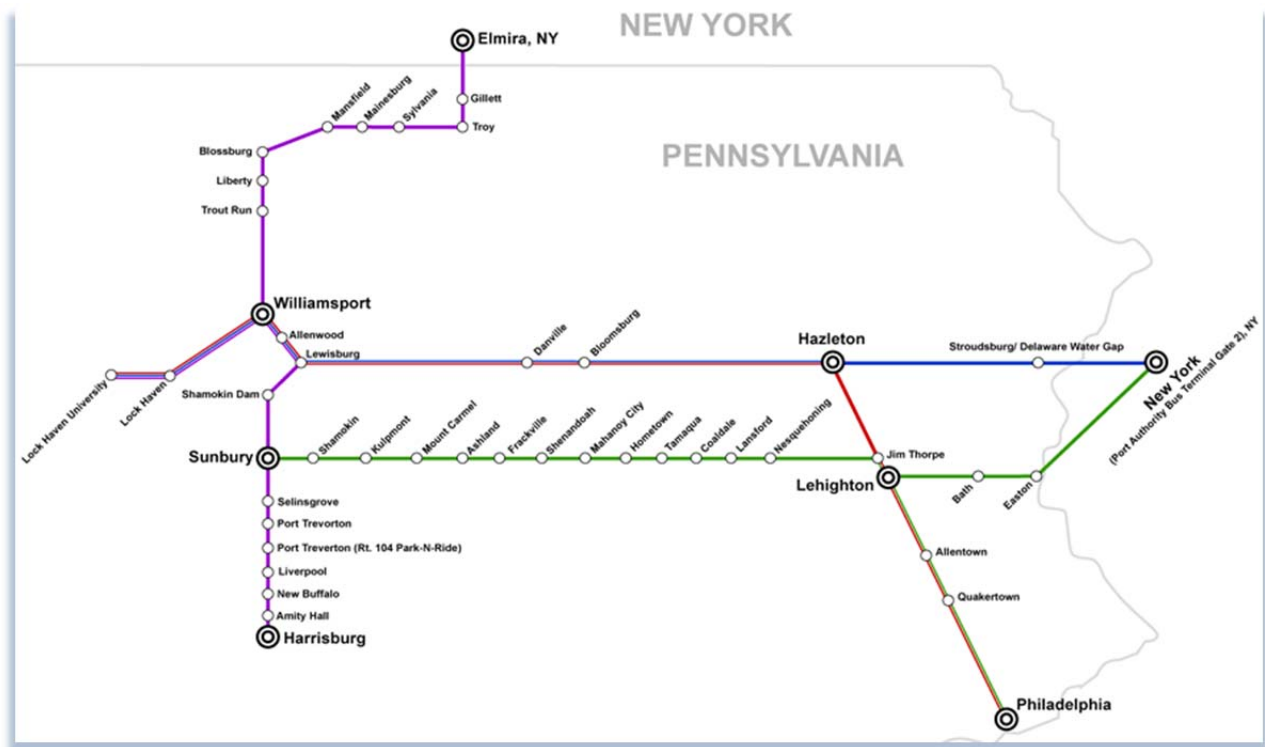 NEW YORK
Elmira, NY
Gillett
Troy
Sylvania
Mainesburg
Mansfield
Blossburg
Liberty
Trout Run
PENNSYLVANIA
Williamsport
Allenwood
Lewisburg
Lock Haven University
Lock Haven
Danville
Bloomsburg
Hazleton
Stroudsburg/ Delaware Water Gap
New York
(Port Authority Bus Terminal Gate 2), NY
Shamokin Dam
Sunbury
Shamokin
Kulpmont
Mount Carmel
Ashland
Frackville
Shenandoah
Mahanoy City
Hometown
Tamaqua
Coaldale
Lansford
Nesquehoning
Jim Thorpe
Lehighton
Bath
Easton
Selinsgrove
Port Trevorton
Port Treverton (Rt. 104 Park-N-Ride)
Liverpool
New Buffalo
Amity Hall
Harrisburg
Allentown
Quakertown
Philadelphia